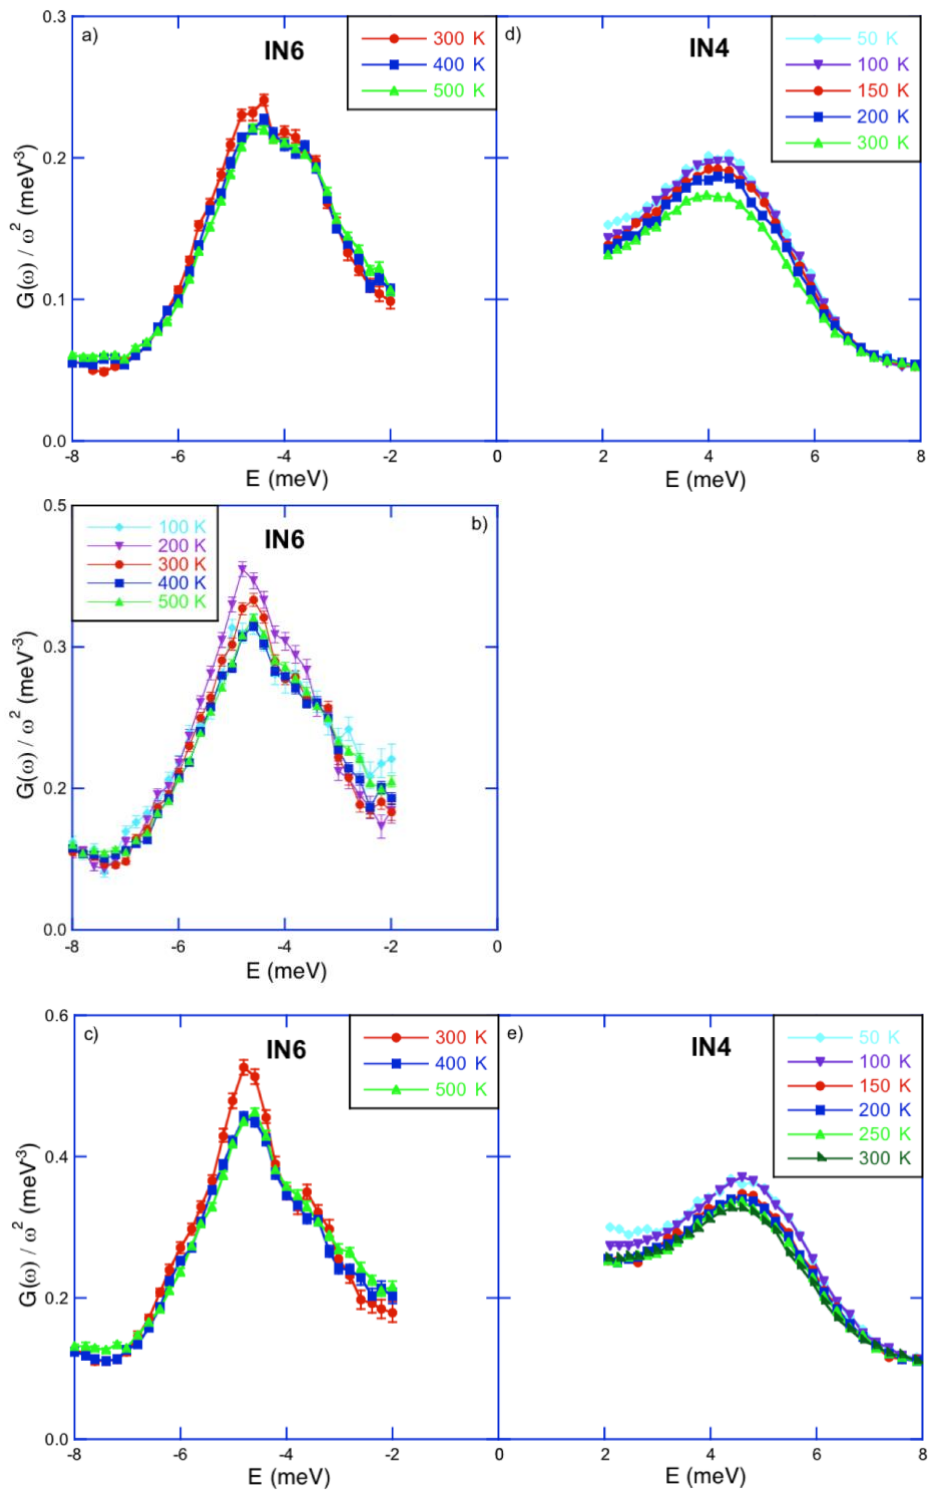 0.3
a)
IN6
300 K
400 K
500 K
d)
IN4
50 K
100 K
150 K
200 K
300 K
0.2
G(ω) / ω² (meV⁻³)
0.1
0.0
-8
-6
-4
-2
0
2
4
6
8
E (meV)
E (meV)
0.5
100 K
200 K
300 K
400 K
500 K
IN6
b)
0.3
G(ω) / ω² (meV⁻³)
0.2
0.0
-8
-6
-4
-2
0
E (meV)
0.6
c)
IN6
300 K
400 K
500 K
e)
IN4
50 K
100 K
150 K
200 K
250 K
300 K
0.4
G(ω) / ω² (meV⁻³)
0.2
0.0
-8
-6
-4
-2
0
2
4
6
8
E (meV)
E (meV)